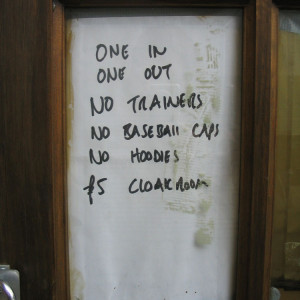 ONE IN
ONE OUT
NO TRAINERS
NO BASEBALL CAPS
NO HOODIES
£5 CLOAKROOM